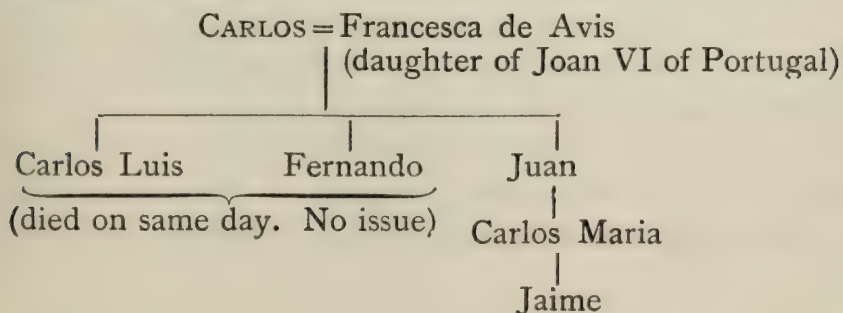 CARLOS = Francesca de Avis
(daughter of Joan VI of Portugal)
Carlos Luis Fernando Juan
(died on same day. No issue) Carlos Maria
Jaime